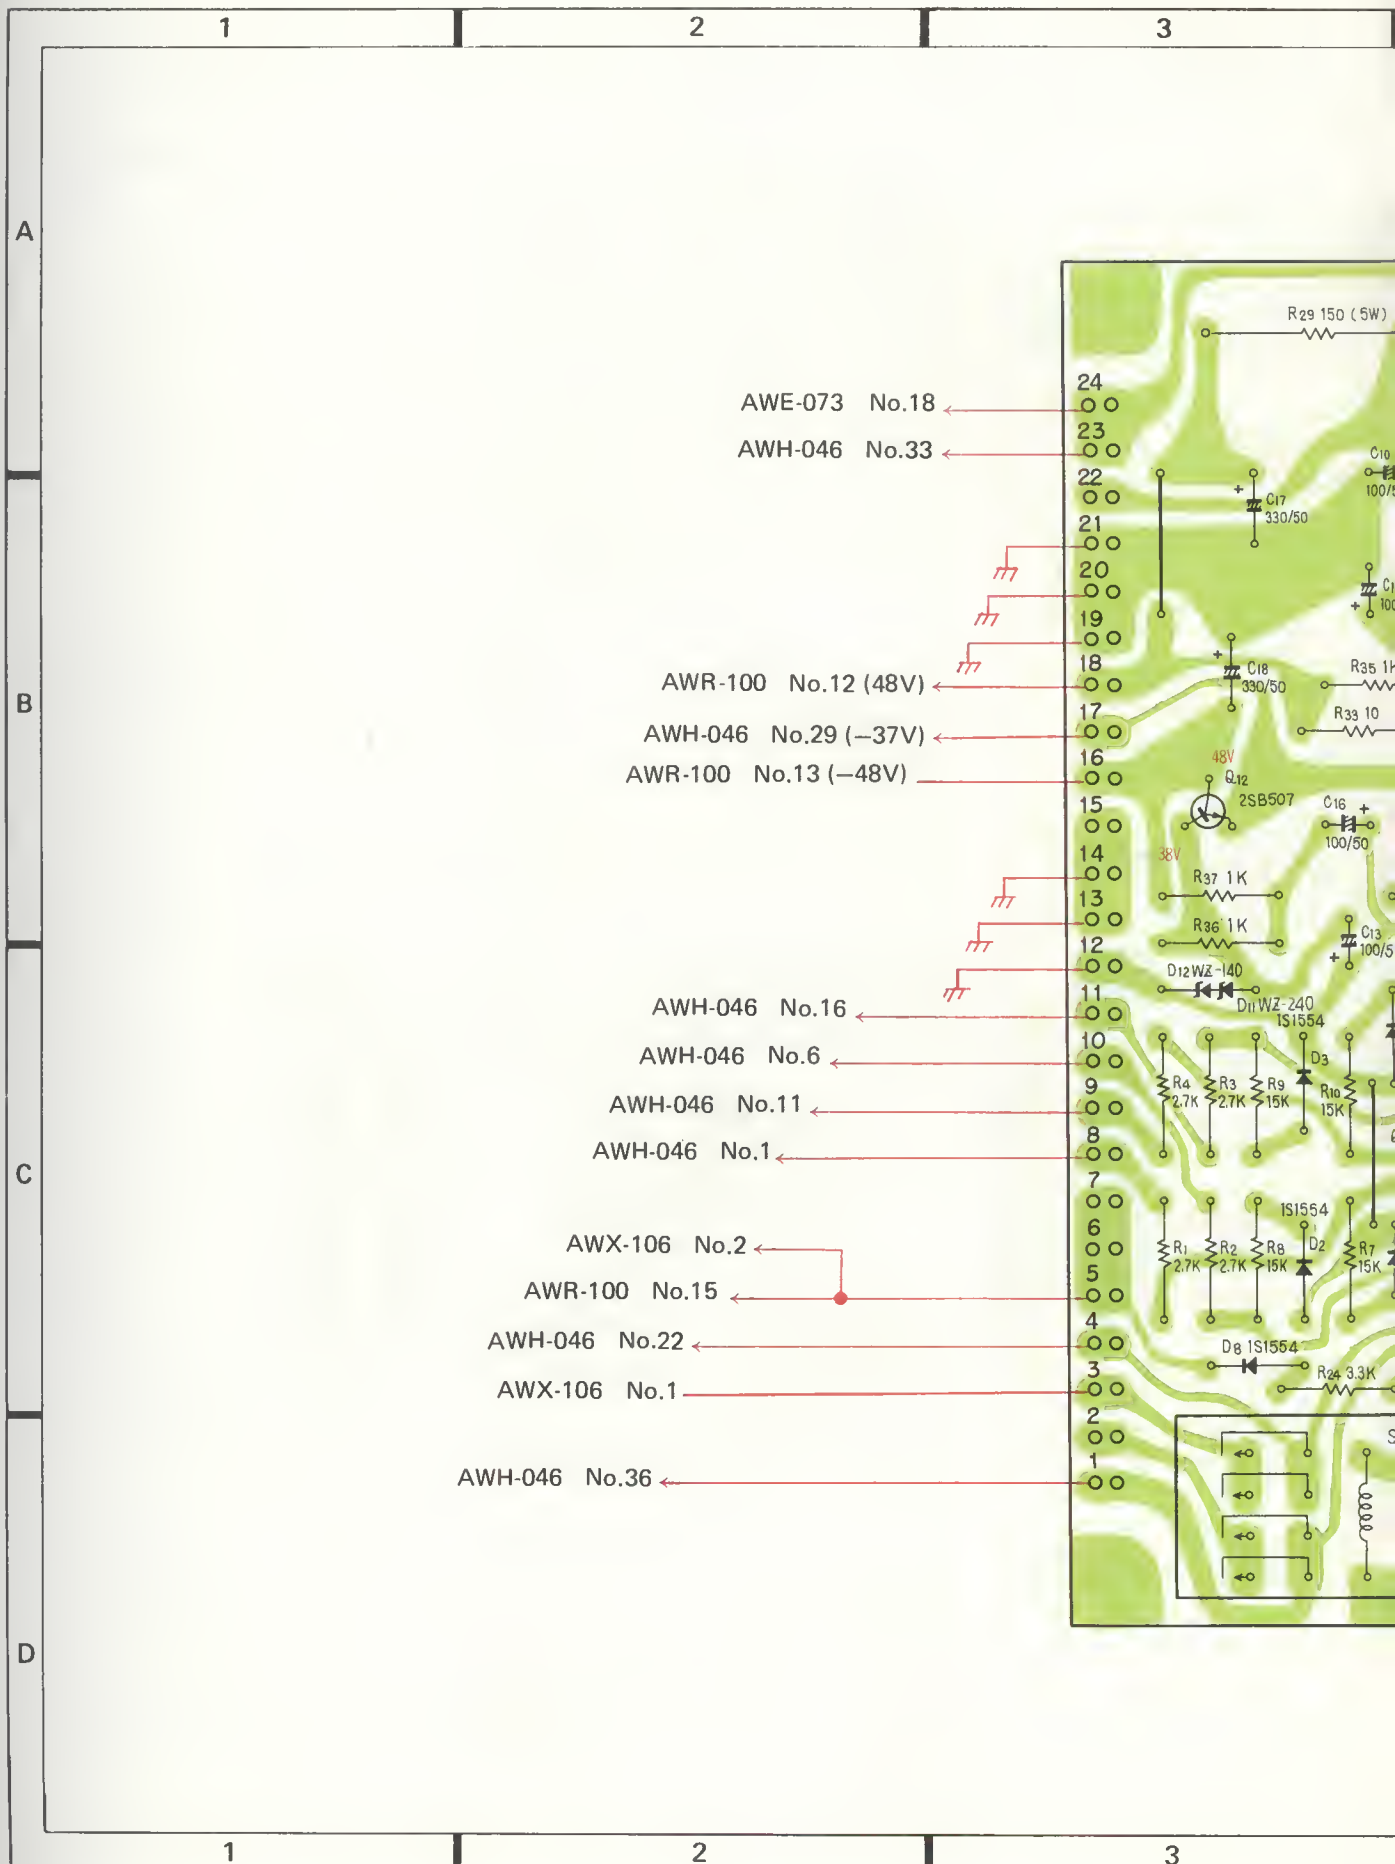 1 2 3
A
R29 150 (5W)
24
AWE-073 No.18
23
AWH-046 No.33
C10
22
C17
330/50
21
20
19
18
C18
330/50
R35 1K
AWR-100 No.12 (48V)
B
17
R33 10
AWH-046 No.29 (−37V)
16
48V
AWR-100 No.13 (−48V)
Q12
2SB507
15
C16
+
100/50
14
38V
R37 1K
13
R36 1K
C13
12
D12 WZ-140
11
D11 WZ-240
AWH-046 No.16
1S1554
10
AWH-046 No.6
D3
9
R4 2.7K
R3 2.7K
R9 15K
R10 15K
AWH-046 No.11
8
AWH-046 No.1
C
7
1S1554
6
AWX-106 No.2
R1 2.7K
R2 2.7K
R8 15K
D2
R7 15K
5
AWR-100 No.15
4
AWH-046 No.22
D8 1S1554
3
R24 3.3K
AWX-106 No.1
2
1
AWH-046 No.36
D
1 2 3